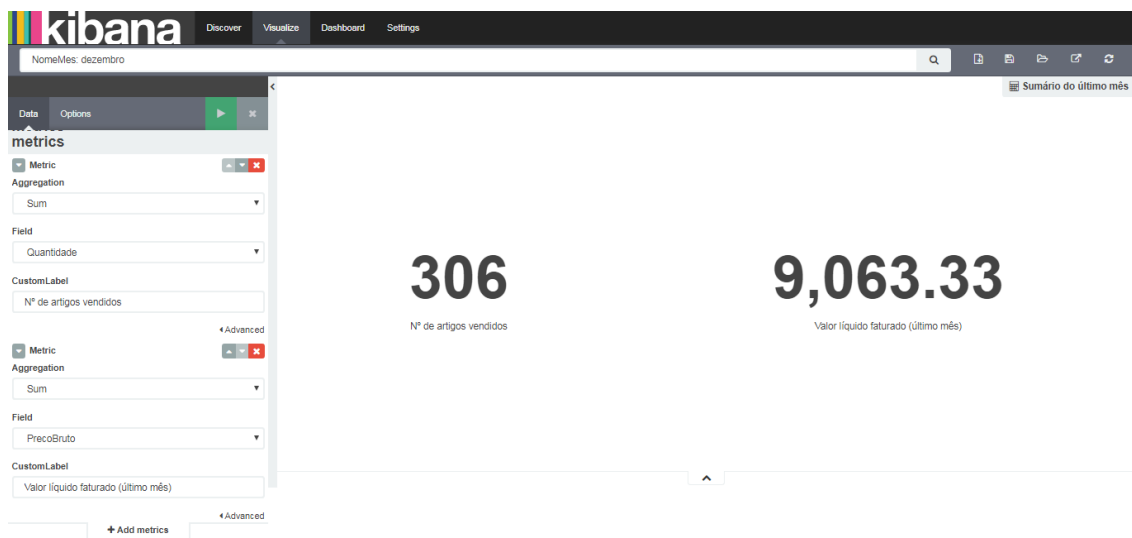 kibana
Discover
Visualize
Dashboard
Settings
NomeMes: dezembro
Sumário do último mês
Data
Options
metrics
Metric
Aggregation
Sum
Field
Quantidade
CustomLabel
Nº de artigos vendidos
Advanced
Metric
Aggregation
Sum
Field
PrecoBruto
CustomLabel
Valor líquido faturado (último mês)
Advanced
+ Add metrics
306
Nº de artigos vendidos
9,063.33
Valor líquido faturado (último mês)